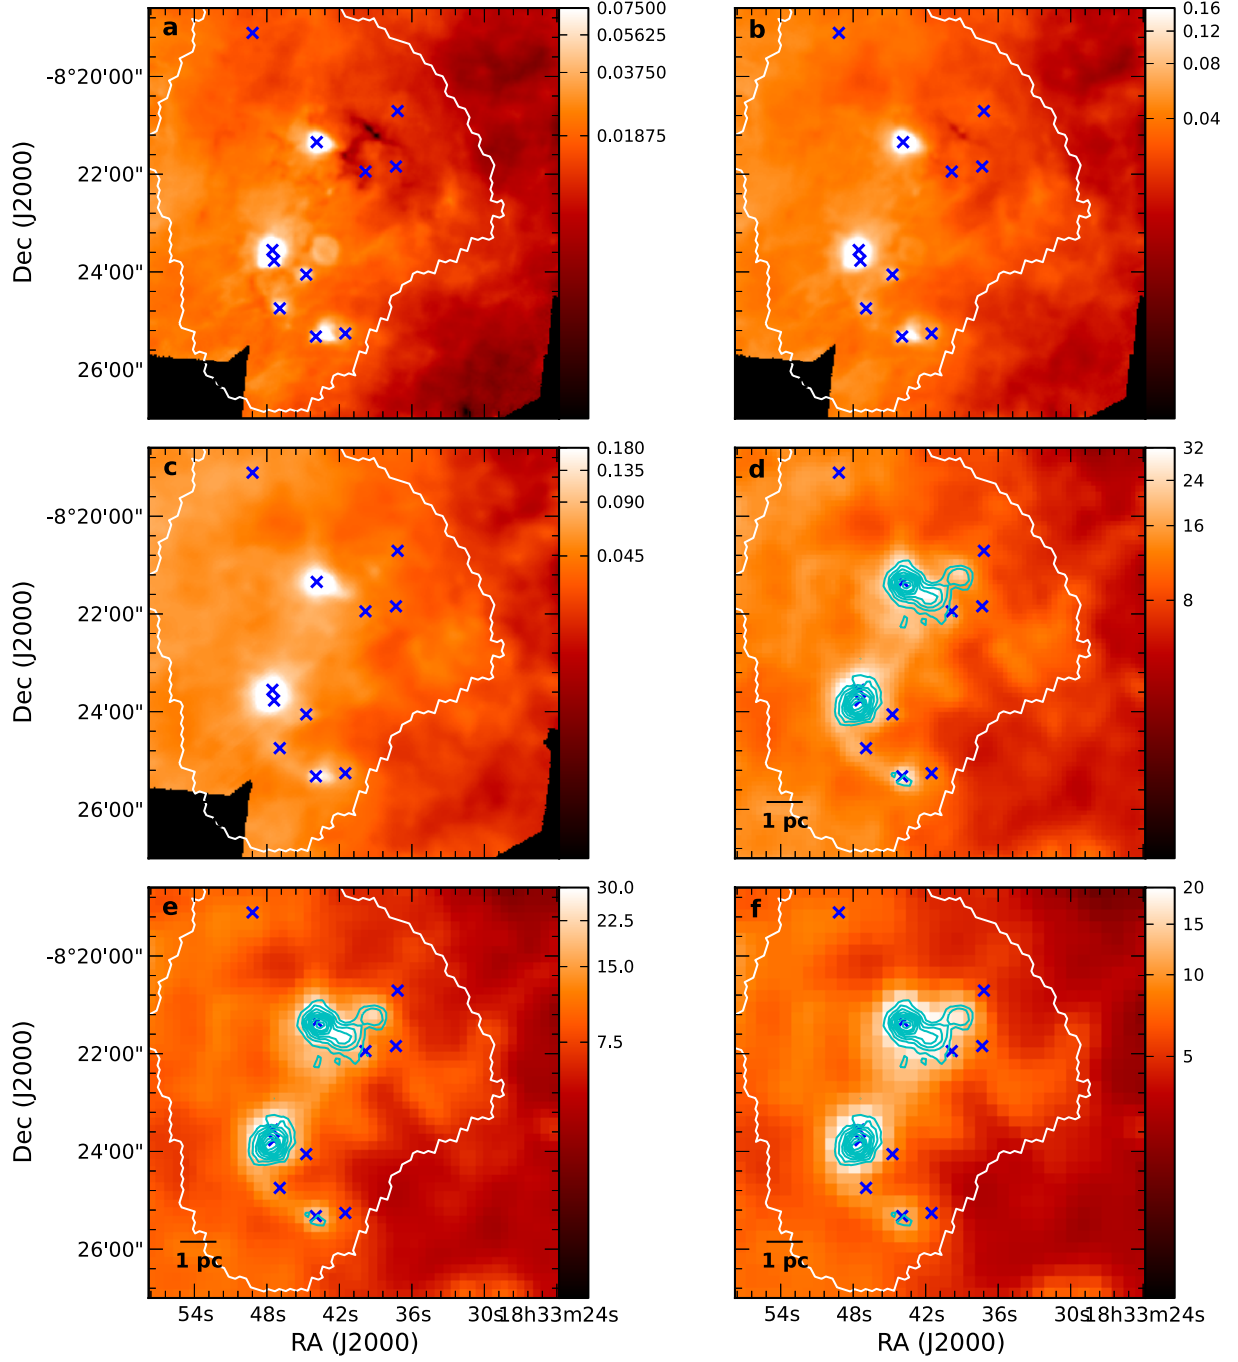 a
0.07500
0.05625
0.03750
0.01875
-8°20'00"
22'00"
24'00"
26'00"
Dec (J2000)
b
0.16
0.12
0.08
0.04
c
0.180
0.135
0.090
0.045
-8°20'00"
22'00"
24'00"
26'00"
Dec (J2000)
d
32
24
16
8
1 pc
e
30.0
22.5
15.0
7.5
-8°20'00"
22'00"
24'00"
26'00"
Dec (J2000)
1 pc
f
20
15
10
5
1 pc
54s 48s 42s 36s 30s 18h33m24s
RA (J2000)
54s 48s 42s 36s 30s 18h33m24s
RA (J2000)